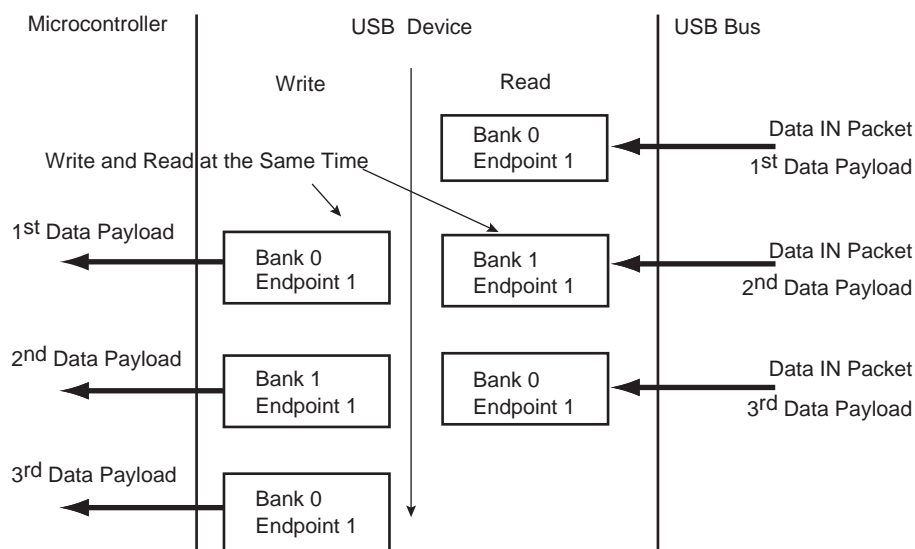 Microcontroller
USB Device
USB Bus
Write
Read
Bank 0
Endpoint 1
Data IN Packet
1st Data Payload
Write and Read at the Same Time
1st Data Payload
Bank 0
Endpoint 1
Bank 1
Endpoint 1
Data IN Packet
2nd Data Payload
2nd Data Payload
Bank 1
Endpoint 1
Bank 0
Endpoint 1
Data IN Packet
3rd Data Payload
3rd Data Payload
Bank 0
Endpoint 1